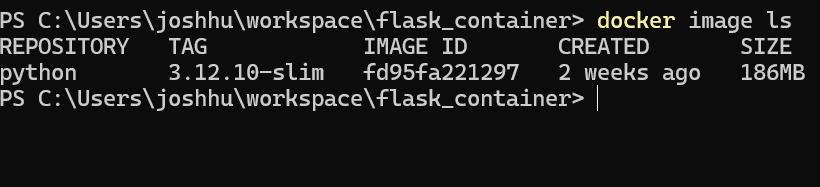 PS C:\Users\joshhu\workspace\flask_container> docker image ls
REPOSITORY   TAG            IMAGE ID       CREATED       SIZE
python       3.12.10-slim   fd95fa221297   2 weeks ago   186MB
PS C:\Users\joshhu\workspace\flask_container>